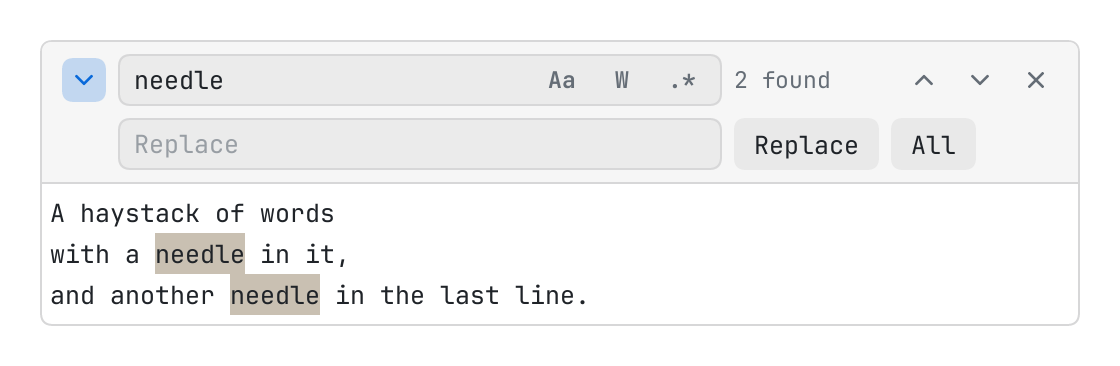 needle Aa W .* 2 found
Replace Replace All
A haystack of words
with a needle in it,
and another needle in the last line.